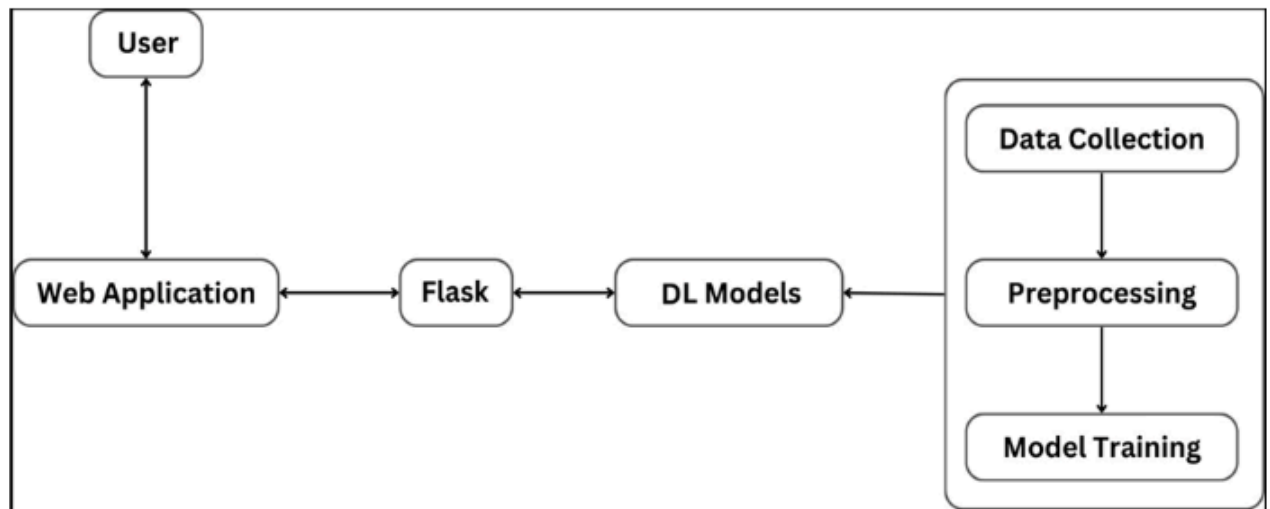 User
Data Collection
Web Application
Flask
DL Models
Preprocessing
Model Training